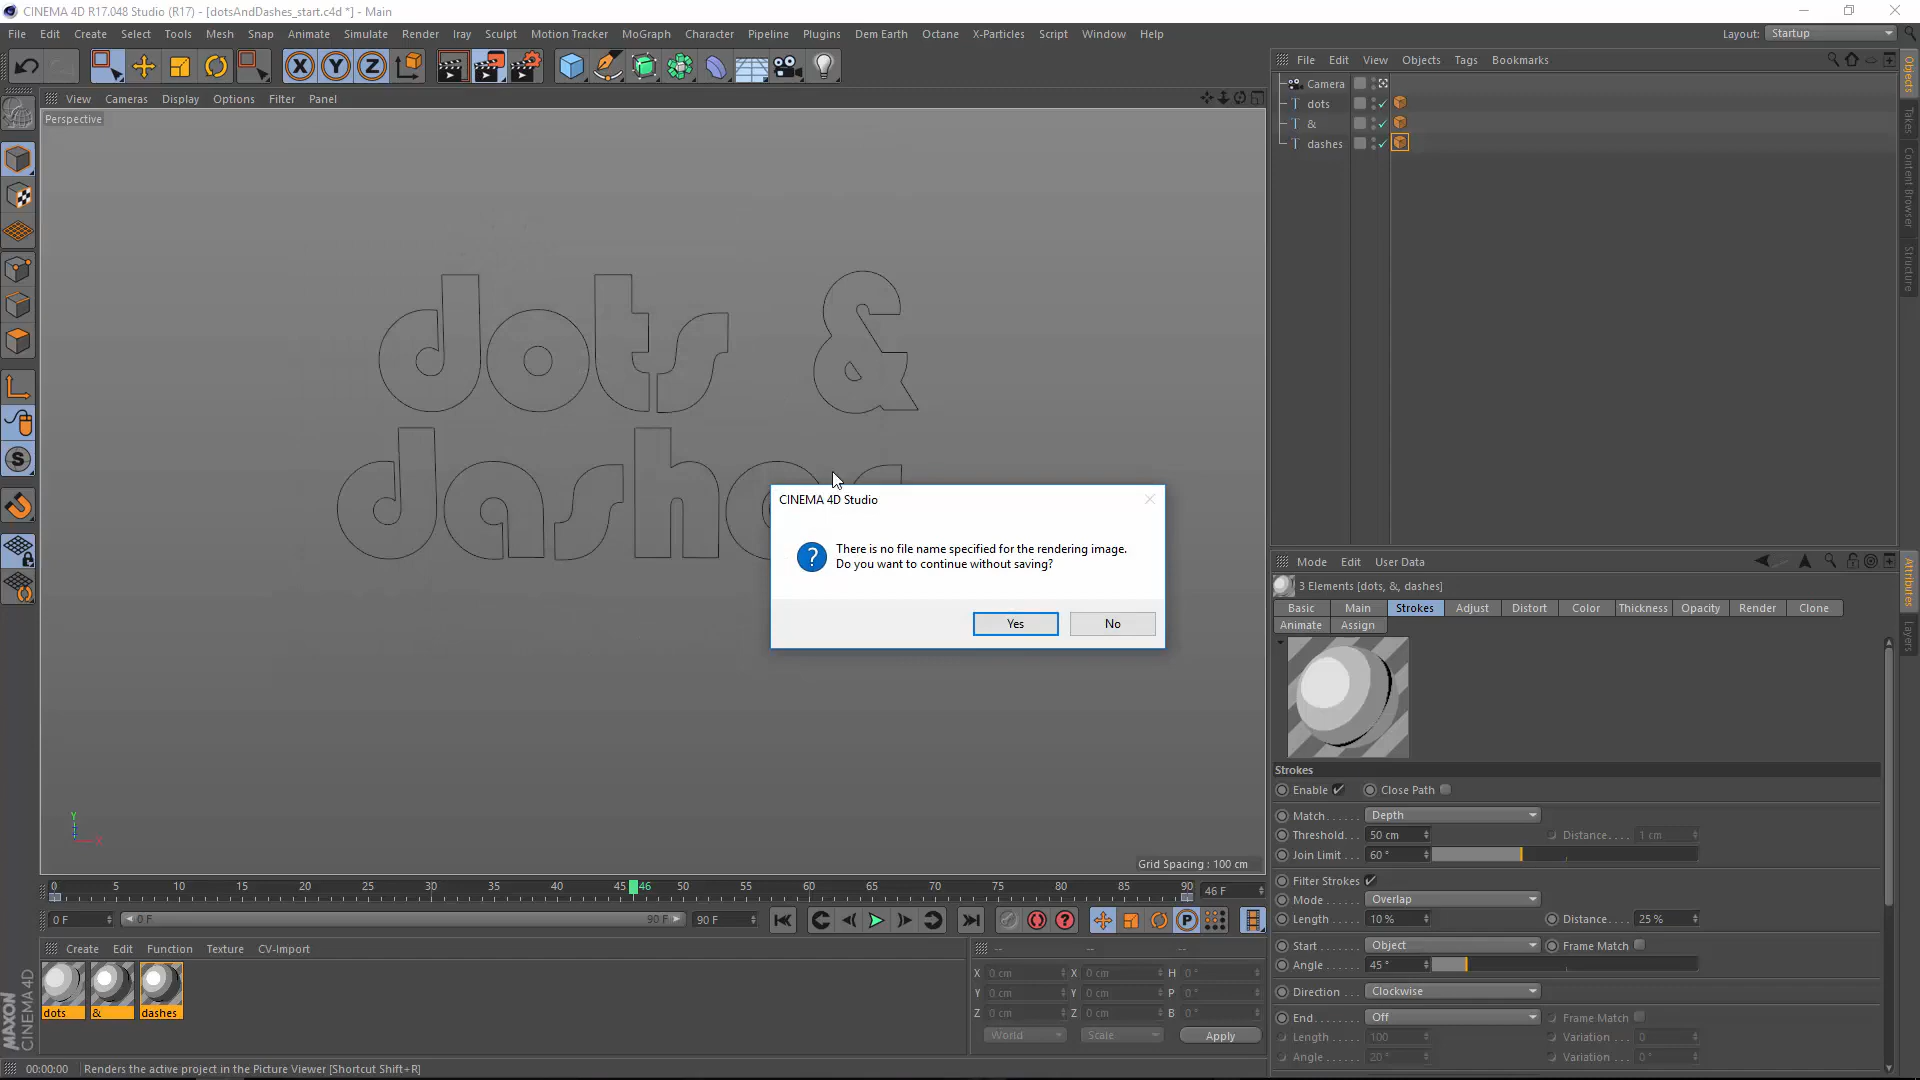 CINEMA 4D R17.048 Studio (R17) - [dotsAndDashes_start.c4d *] - Main
File Edit Create Select Tools Mesh Snap Animate Simulate Render Iray Sculpt Motion Tracker MoGraph Character Pipeline Plugins Dem Earth Octane X-Particles Script Window Help
Layout: Startup
View Cameras Display Options Filter Panel
Perspective
dots &
dashes
Grid Spacing : 100 cm
CINEMA 4D Studio
There is no file name specified for the rendering image.
Do you want to continue without saving?
Yes No
File Edit View Objects Tags Bookmarks
Camera
dots
&
dashes
Objects
Takes
Content Browser
Structure
Mode Edit User Data
3 Elements [dots, &, dashes]
Basic Main Strokes Adjust Distort Color Thickness Opacity Render Clone
Animate Assign
Strokes
Enable Close Path
Match Depth
Threshold 50 cm Distance 1 cm
Join Limit 60 °
Filter Strokes
Mode Overlap
Length 10 % Distance 25 %
Start Object Frame Match
Angle 45 °
Direction Clockwise
End Off Frame Match
Length 100 Variation 0
Angle 20 ° Variation 0 °
Attributes
Layers
0 5 10 15 20 25 30 35 40 45 46 50 55 60 65 70 75 80 85 90 46 F
0 F 0 F 90 F 90 F
Create Edit Function Texture CV-Import
dots & dashes
-- -- --
X 0 cm X 0 cm H 0 °
Y 0 cm Y 0 cm P 0 °
Z 0 cm Z 0 cm B 0 °
World Scale Apply
MAXON
CINEMA 4D
00:00:00 Renders the active project in the Picture Viewer [Shortcut Shift+R]